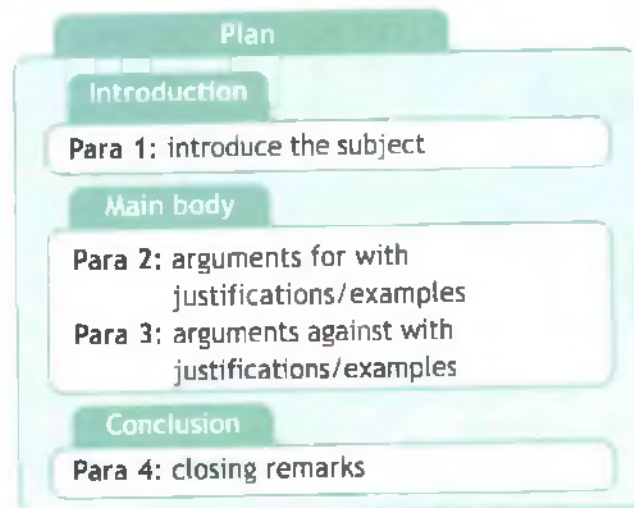 Plan
Introduction
Para 1: introduce the subject
Main body
Para 2: arguments for with
justifications/examples
Para 3: arguments against with
justifications/examples
Conclusion
Para 4: closing remarks